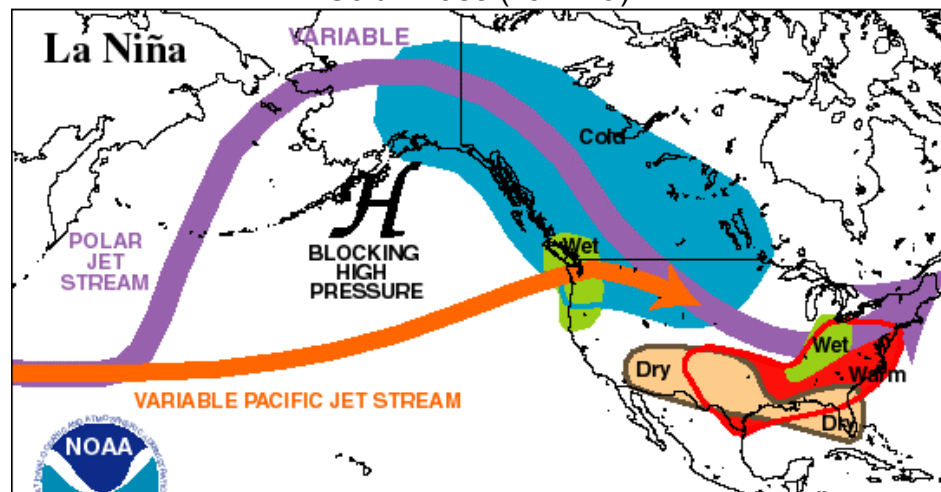 La Niña
VARIABLE
Cold
POLAR
JET
STREAM
H
BLOCKING
HIGH
PRESSURE
Wet
Wet
Dry
Warm
VARIABLE PACIFIC JET STREAM
Dry
NOAA